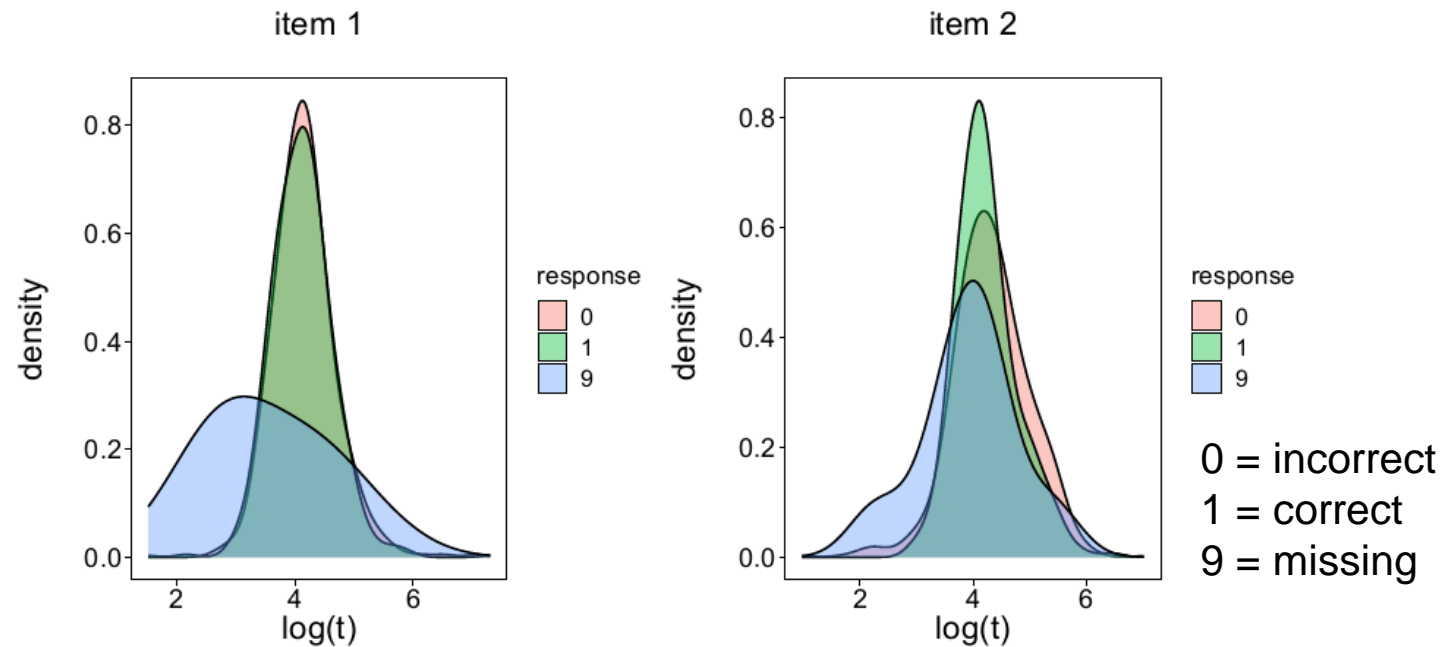 item 1
0.8
0.6
0.4
0.2
0.0
density
2 4 6
log(t)
response
0
1
9
item 2
0.8
0.6
0.4
0.2
0.0
density
2 4 6
log(t)
response
0
1
9
0 = incorrect
1 = correct
9 = missing